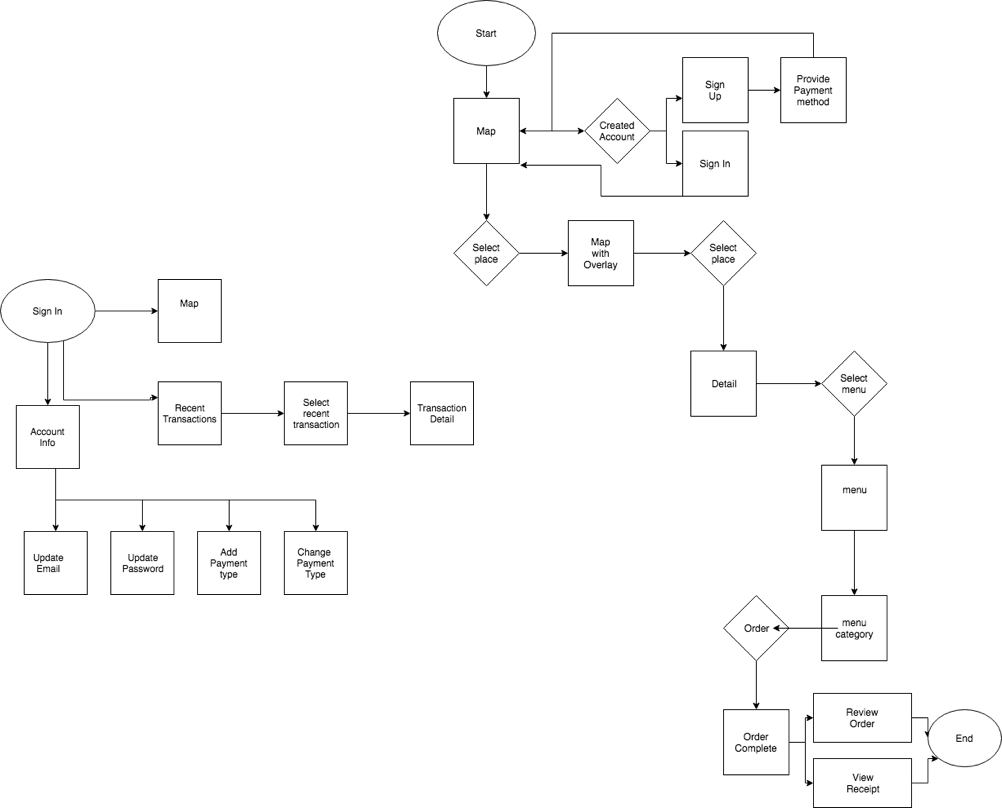 Start
Map
Created
Account
Sign
Up
Provide
Payment
method
Sign In
Select
place
Map
with
Overlay
Select
place
Detail
Select
menu
menu
menu
category
Order
Order
Complete
Review
Order
View
Receipt
End
Sign In
Map
Recent
Transactions
Select
recent
transaction
Transaction
Detail
Account
Info
Update
Email
Update
Password
Add
Payment
type
Change
Payment
Type